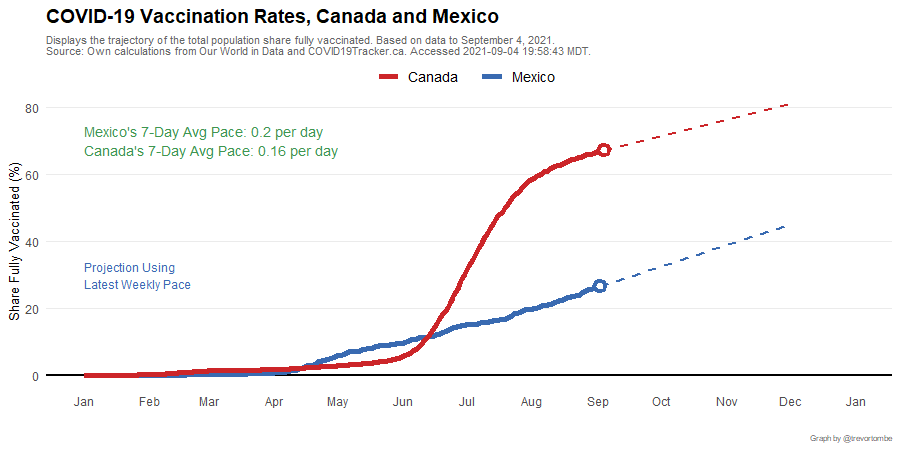 COVID-19 Vaccination Rates, Canada and Mexico
Displays the trajectory of the total population share fully vaccinated. Based on data to September 4, 2021.
Source: Own calculations from Our World in Data and COVID19Tracker.ca. Accessed 2021-09-04 19:58:43 MDT.
Canada Mexico
Share Fully Vaccinated (%)
80
60
40
20
0
Mexico's 7-Day Avg Pace: 0.2 per day
Canada's 7-Day Avg Pace: 0.16 per day
Projection Using
Latest Weekly Pace
Jan Feb Mar Apr May Jun Jul Aug Sep Oct Nov Dec Jan
Graph by @trevortombe